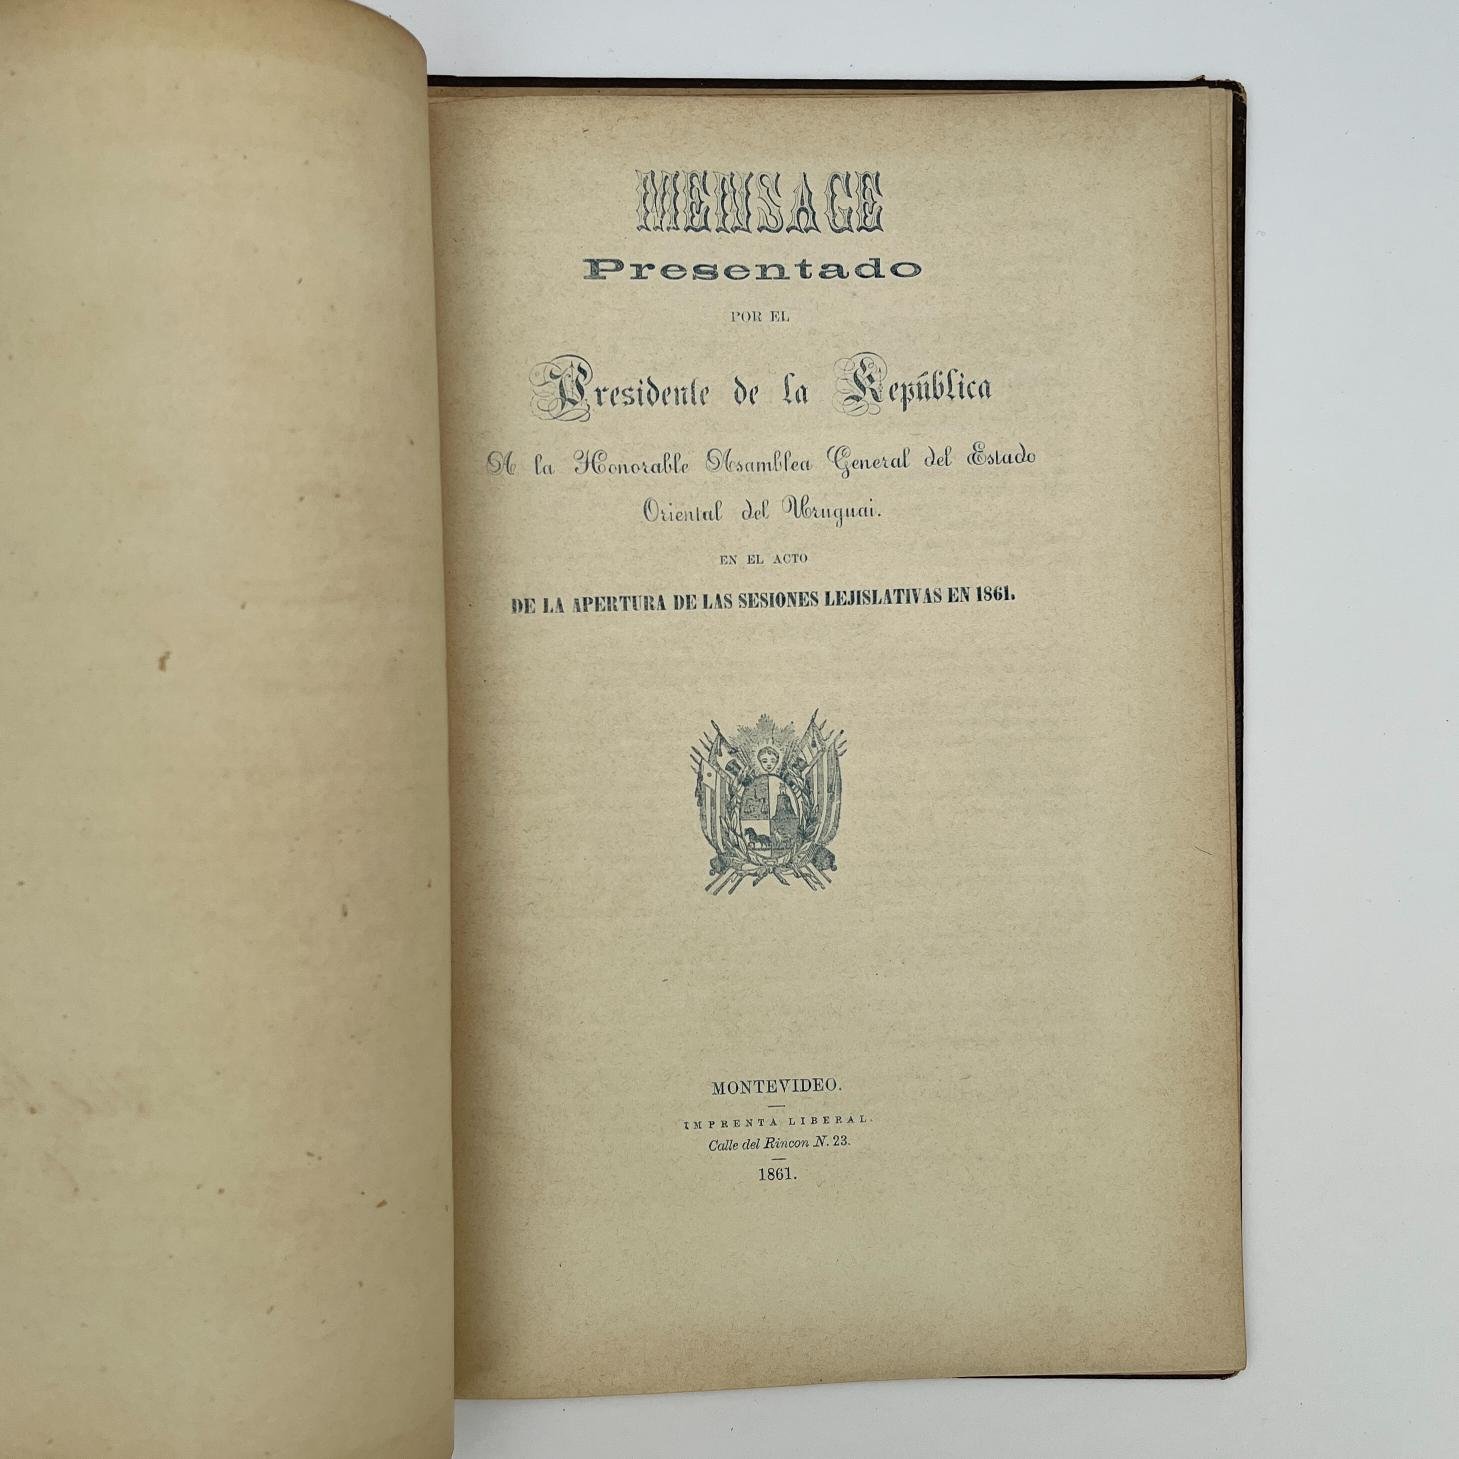 MENSAGE
Presentado
POR EL
Presidente de la República
A la Honorable Asamblea General del Estado
Oriental del Uruguai.
EN EL ACTO
DE LA APERTURA DE LAS SESIONES LEJISLATIVAS EN 1861.
MONTEVIDEO.
IMPRENTA LIBERAL.
Calle del Rincon N. 23.
1861.